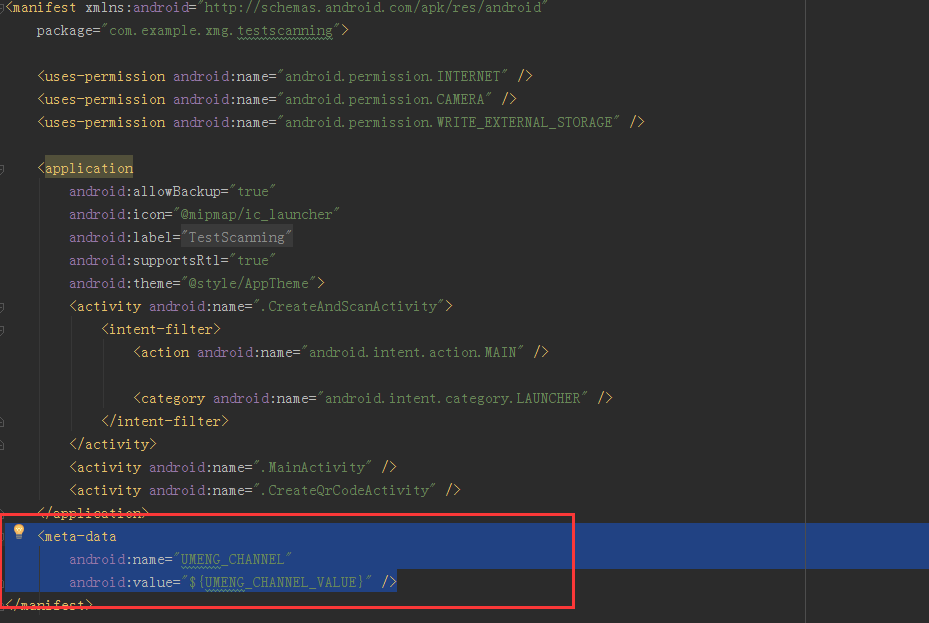 <manifest xmlns:android="http://schemas.android.com/apk/res/android"
package="com.example.xmg.testscanning">
<uses-permission android:name="android.permission.INTERNET" />
<uses-permission android:name="android.permission.CAMERA" />
<uses-permission android:name="android.permission.WRITE_EXTERNAL_STORAGE" />
<application
android:allowBackup="true"
android:icon="@mipmap/ic_launcher"
android:label="TestScanning"
android:supportsRtl="true"
android:theme="@style/AppTheme">
<activity android:name=".CreateAndScanActivity">
<intent-filter>
<action android:name="android.intent.action.MAIN" />
<category android:name="android.intent.category.LAUNCHER" />
</intent-filter>
</activity>
<activity android:name=".MainActivity" />
<activity android:name=".CreateQrCodeActivity" />
</application>
<meta-data
android:name="UMENG_CHANNEL"
android:value="${UMENG_CHANNEL_VALUE}" />
</manifest>